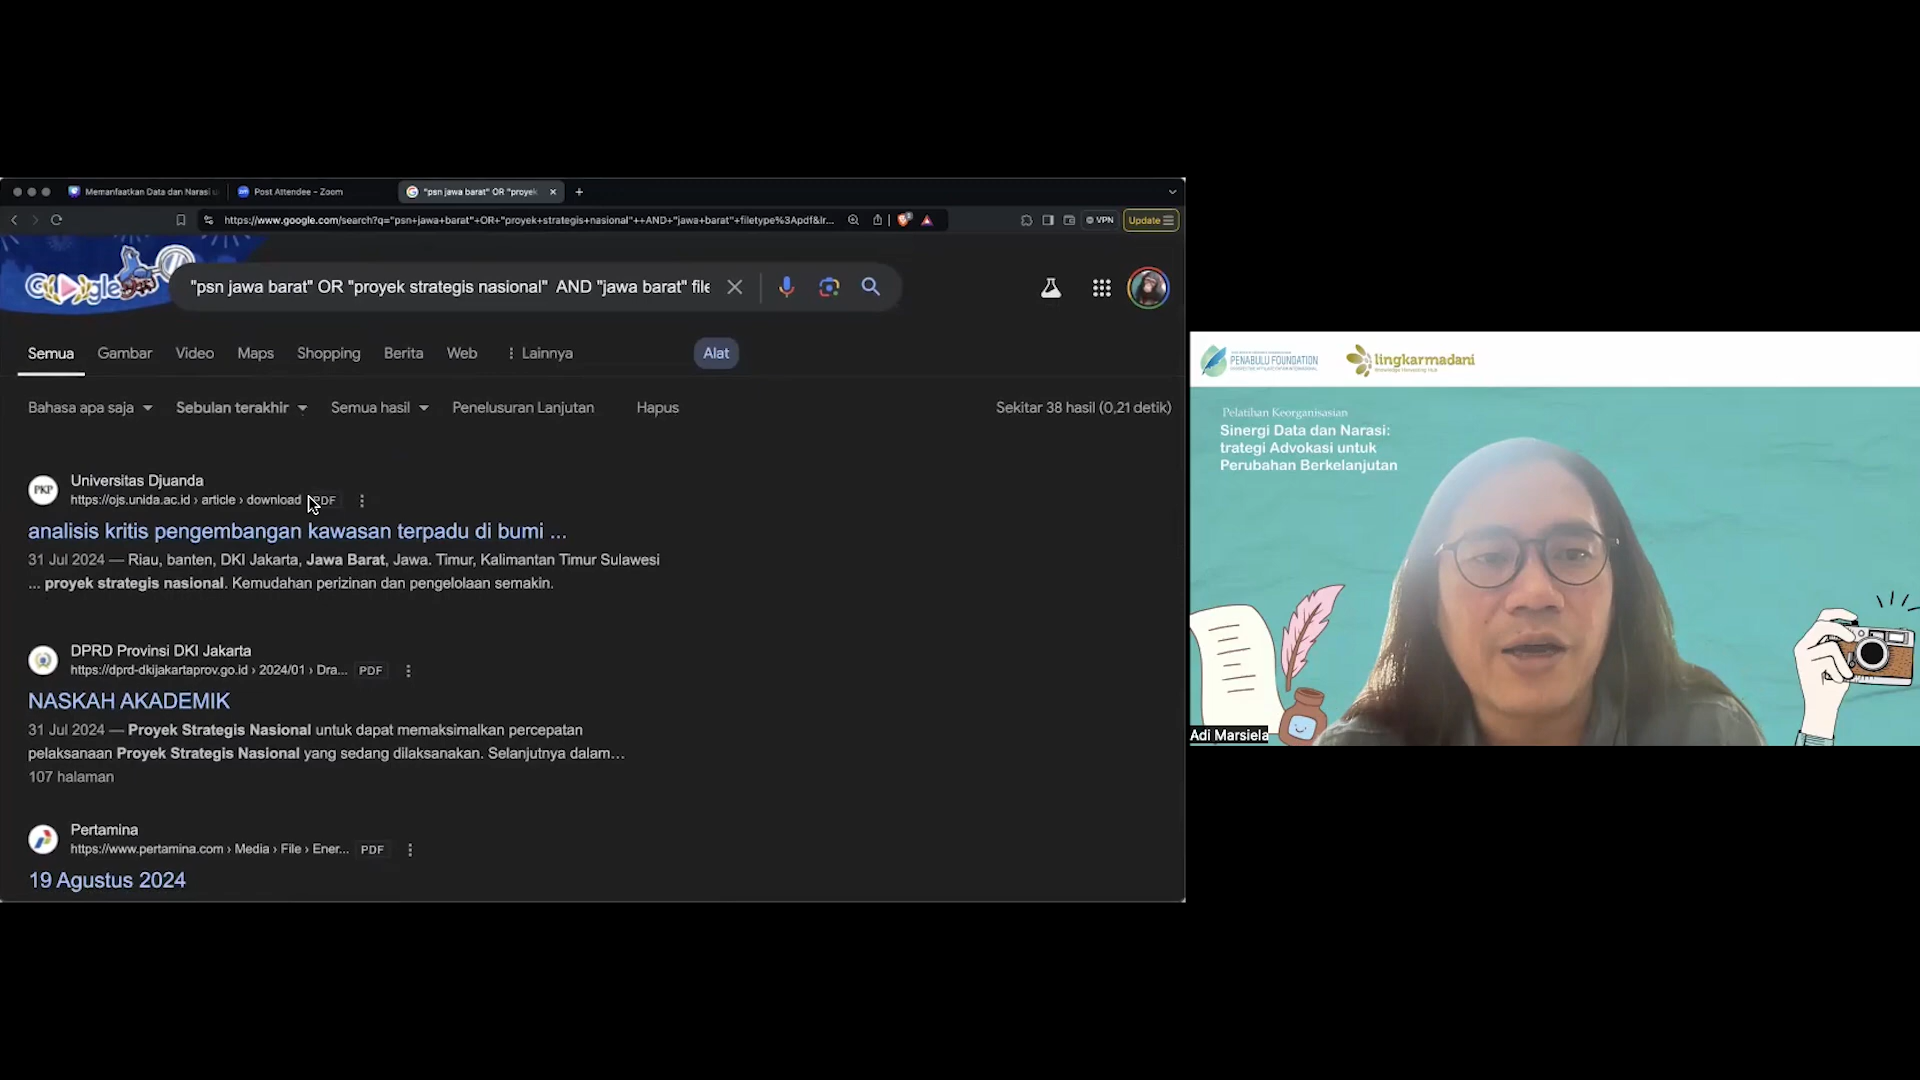 Memanfaatkan Data dan Narasi u
Post Attendee - Zoom
"psn jawa barat" OR "proyek
https://www.google.com/search?q="psn+jawa+barat"+OR+"proyek+strategis+nasional"++AND+"jawa+barat"+filetype%3Apdf&lr...
VPN
Update
Google
"psn jawa barat" OR "proyek strategis nasional"  AND "jawa barat" file
Semua
Gambar
Video
Maps
Shopping
Berita
Web
Lainnya
Alat
Bahasa apa saja
Sebulan terakhir
Semua hasil
Penelusuran Lanjutan
Hapus
Sekitar 38 hasil (0,21 detik)
PKP
Universitas Djuanda
https://ojs.unida.ac.id › article › download
PDF
analisis kritis pengembangan kawasan terpadu di bumi ...
31 Jul 2024 — Riau, banten, DKI Jakarta, Jawa Barat, Jawa. Timur, Kalimantan Timur Sulawesi
... proyek strategis nasional. Kemudahan perizinan dan pengelolaan semakin.
DPRD Provinsi DKI Jakarta
https://dprd-dkijakartaprov.go.id › 2024/01 › Dra...
PDF
NASKAH AKADEMIK
31 Jul 2024 — Proyek Strategis Nasional untuk dapat memaksimalkan percepatan
pelaksanaan Proyek Strategis Nasional yang sedang dilaksanakan. Selanjutnya dalam...
107 halaman
Pertamina
https://www.pertamina.com › Media › File › Ener...
PDF
19 Agustus 2024
PENABULU FOUNDATION
lingkarmadani
Knowledge Harvesting Hub
Pelatihan Keorganisasian
Sinergi Data dan Narasi:
trategi Advokasi untuk
Perubahan Berkelanjutan
Adi Marsiela